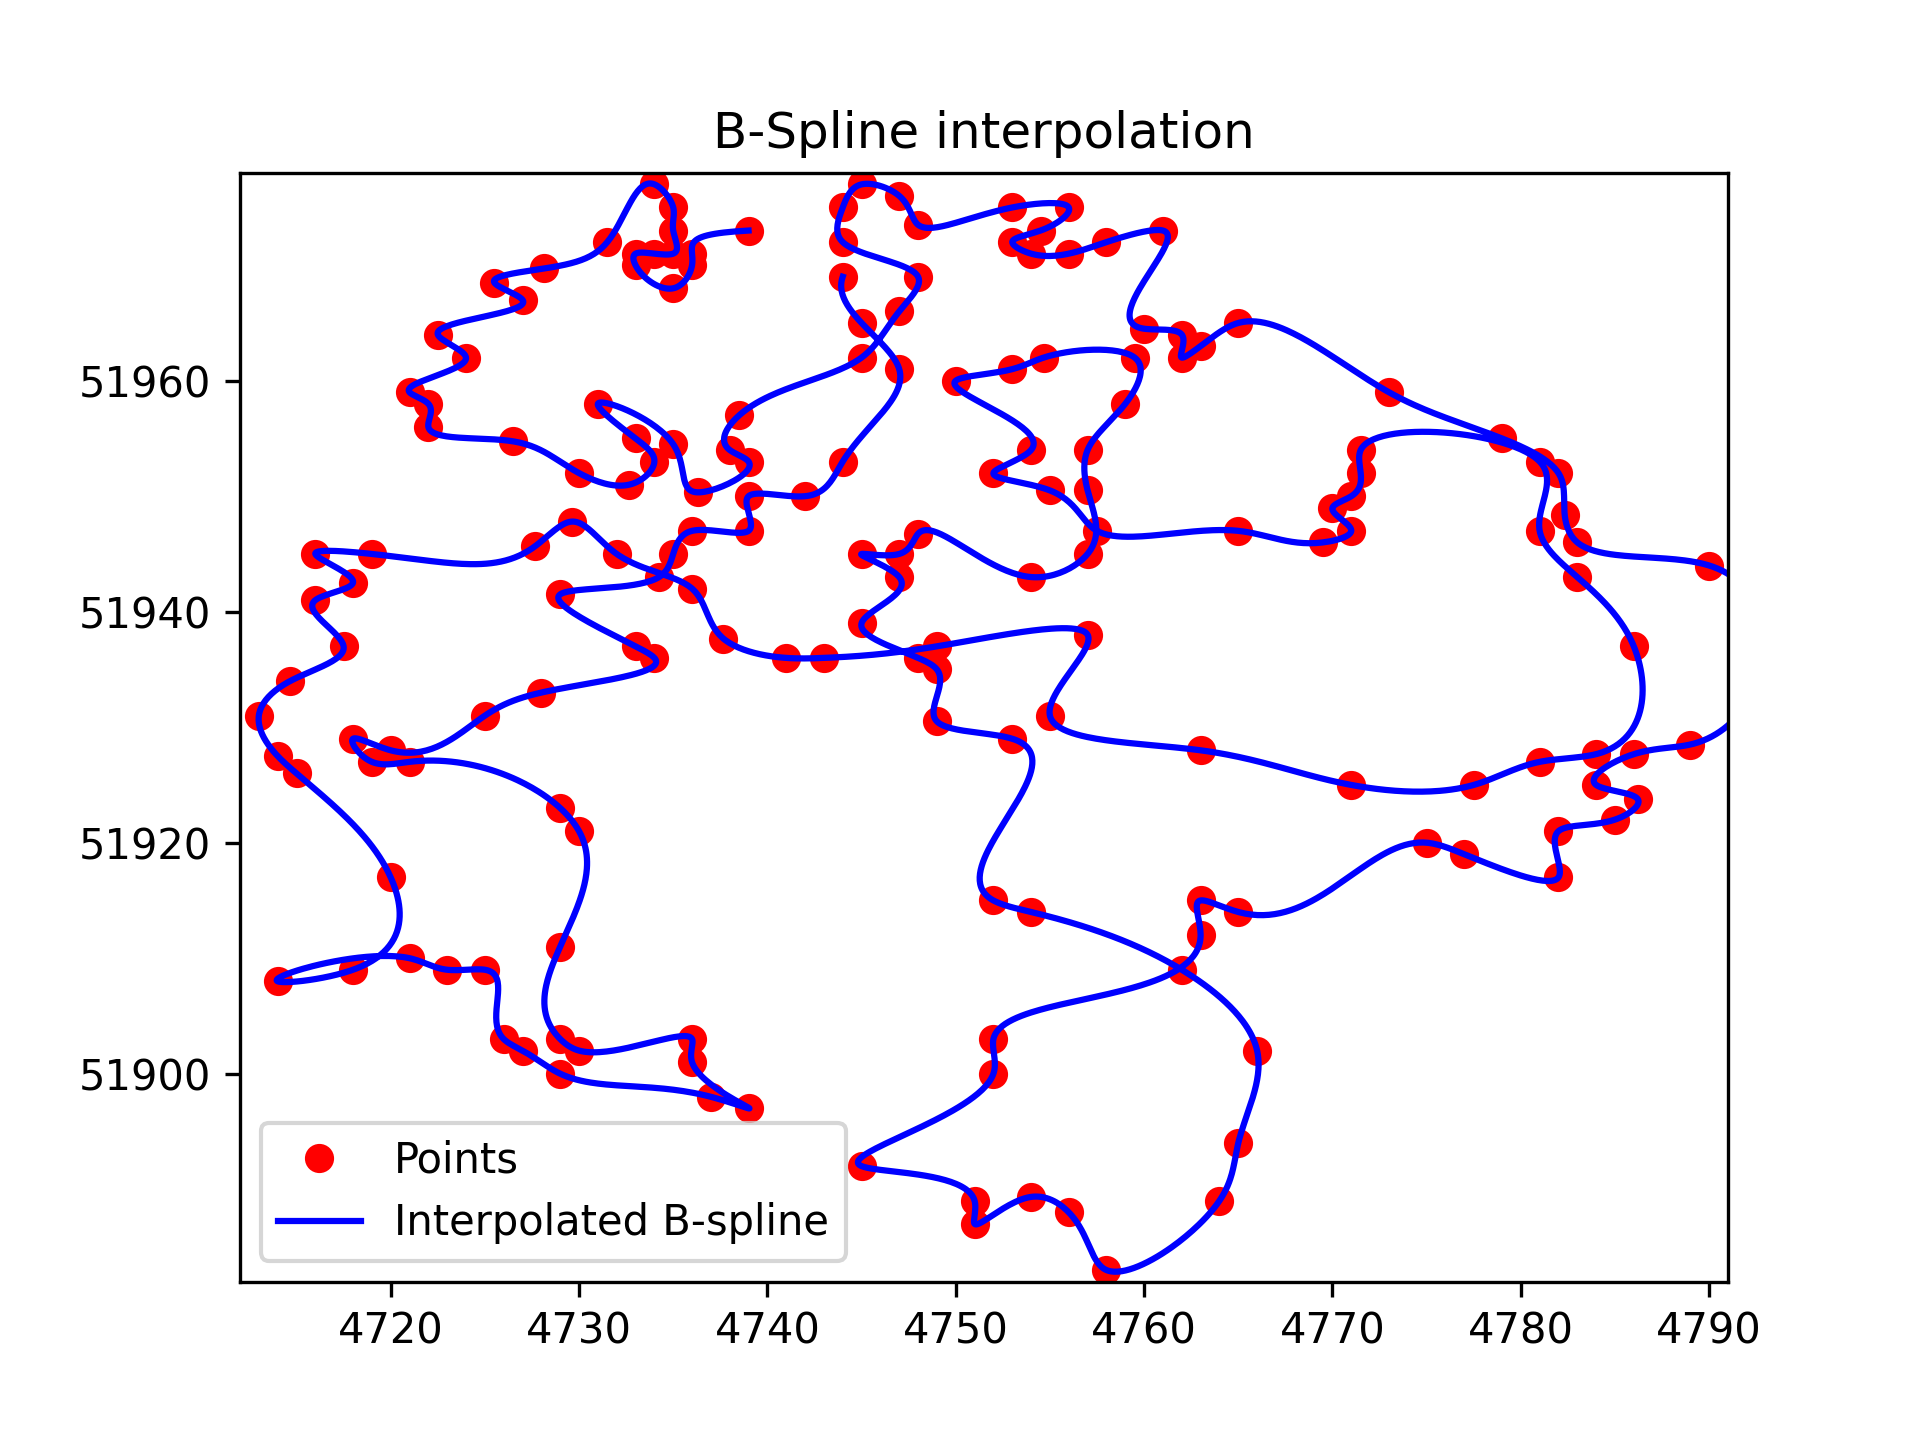 B-Spline interpolation
51960
51940
51920
51900
Points
Interpolated B-spline
4720 4730 4740 4750 4760 4770 4780 4790